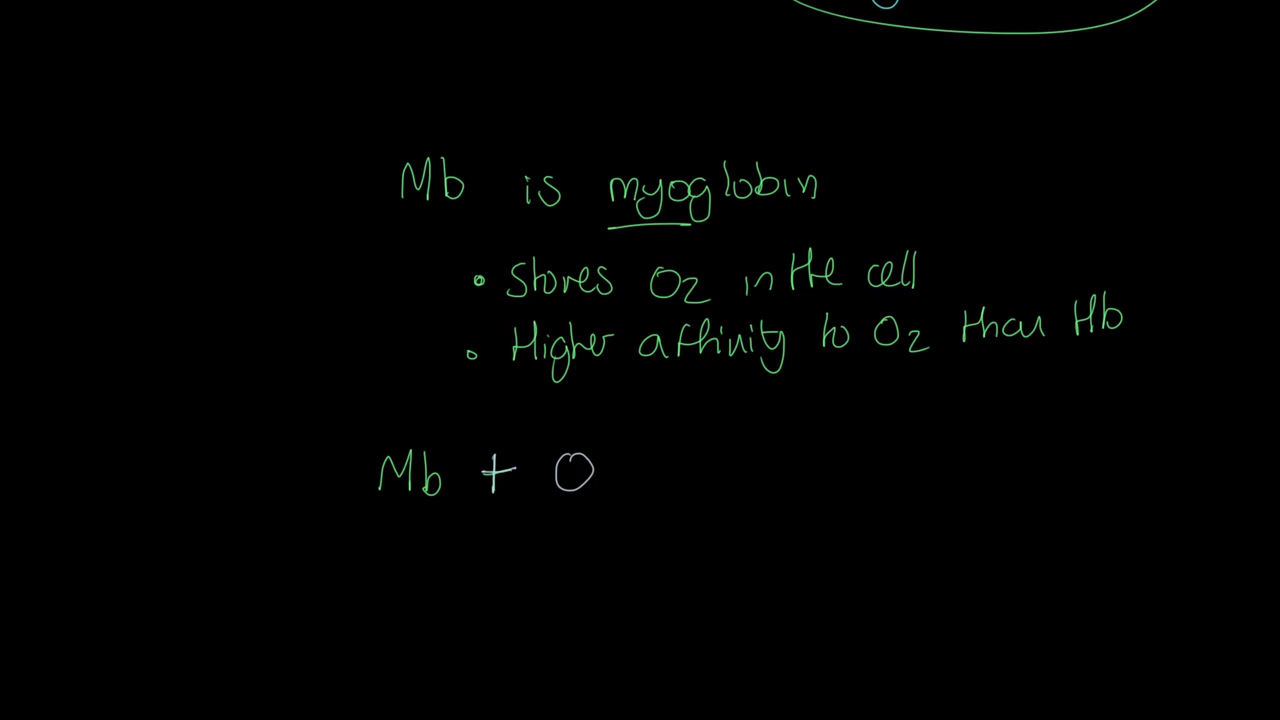 Mb is myoglobin
• Stores O2 in the cell
• Higher affinity to O2 than Hb
Mb + O